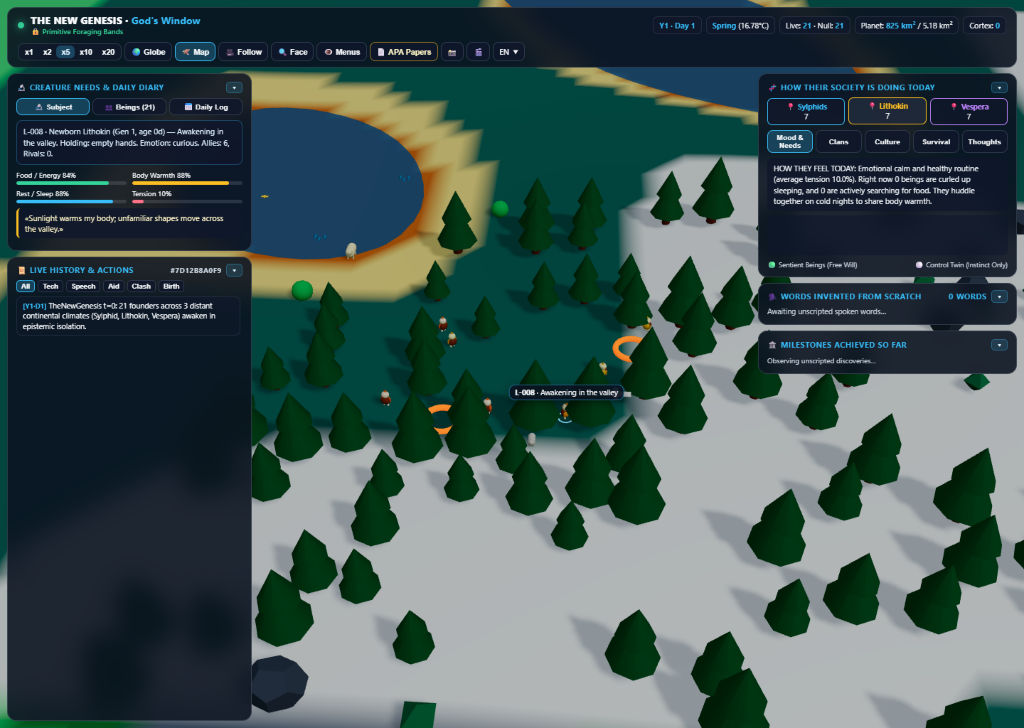 THE NEW GENESIS · God's Window
Primitive Foraging Bands
Y1 · Day 1
Spring (16.78°C)
Live: 21 · Null: 21
Planet: 825 km² / 5.1B km²
Cortex: 0
x1 x2 x5 x10 x20
Globe
Map
Follow
Face
Menus
APA Papers
EN ▾
CREATURE NEEDS & DAILY DIARY
Subject
Beings (21)
Daily Log
L-008 · Newborn Lithokin (Gen 1, age 0d) — Awakening in
the valley. Holding: empty hands. Emotion: curious. Allies: 6,
Rivals: 0.
Food / Energy 84%
Body Warmth 88%
Rest / Sleep 88%
Tension 10%
«Sunlight warms my body; unfamiliar shapes move across
the valley.»
LIVE HISTORY & ACTIONS
#7D12B8A0F9
All
Tech
Speech
Aid
Clash
Birth
[Y1-D1] TheNewGenesis t=0: 21 founders across 3 distant
continental climates (Sylphid, Lithokin, Vespera) awaken in
epistemic isolation.
L-008 · Awakening in the valley
HOW THEIR SOCIETY IS DOING TODAY
Sylphids
7
Lithokin
7
Vespera
7
Mood &
Needs
Clans
Culture
Survival
Thoughts
HOW THEY FEEL TODAY: Emotional calm and healthy routine
(average tension 10.0%). Right now 0 beings are curled up
sleeping, and 0 are actively searching for food. They huddle
together on cold nights to share body warmth.
Sentient Beings (Free Will)
Control Twin (Instinct Only)
WORDS INVENTED FROM SCRATCH
0 WORDS
Awaiting unscripted spoken words...
MILESTONES ACHIEVED SO FAR
Observing unscripted discoveries...